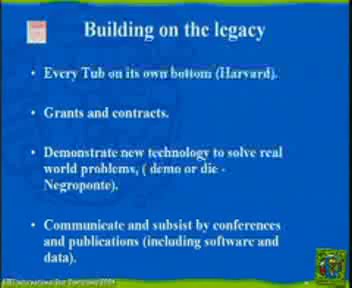 Building on the legacy
• Every Tub on its own bottom (Harvard).
• Grants and contracts.
• Demonstrate new technology to solve real
world problems, ( demo or die -
Negroponte).
• Communicate and subsist by conferences
and publications (including software and
data).